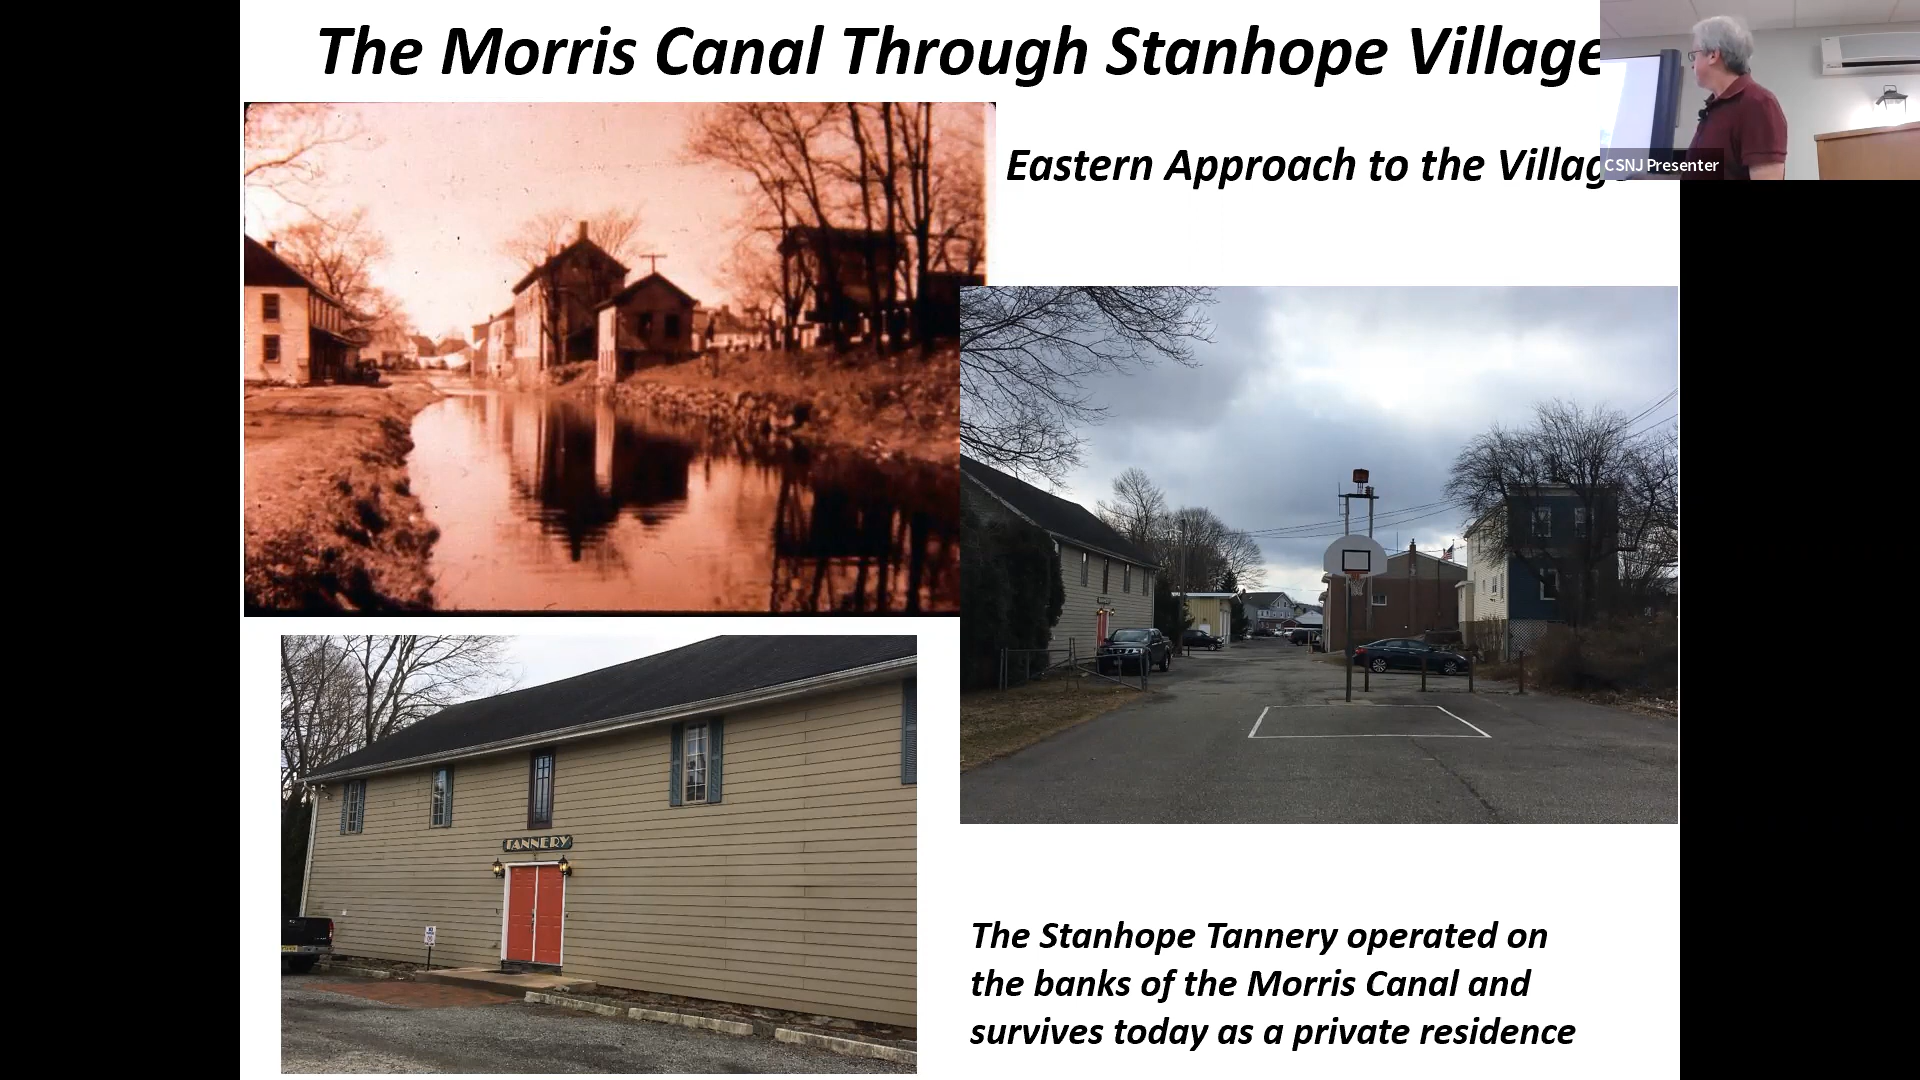 The Morris Canal Through Stanhope Village
Eastern Approach to the Villag
CSNJ Presenter
TANNERY
The Stanhope Tannery operated on
the banks of the Morris Canal and
survives today as a private residence